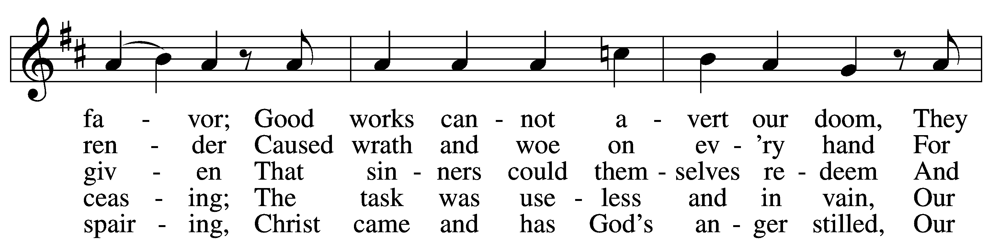 fa - vor; Good works can - not a - vert our doom, They
ren - der Caused wrath and woe on ev - ’ry hand For
giv - en That sin - ners could them - selves re - deem And
ceas - ing; The task was use - less and in vain, Our
spair - ing, Christ came and has God’s an - ger stilled, Our